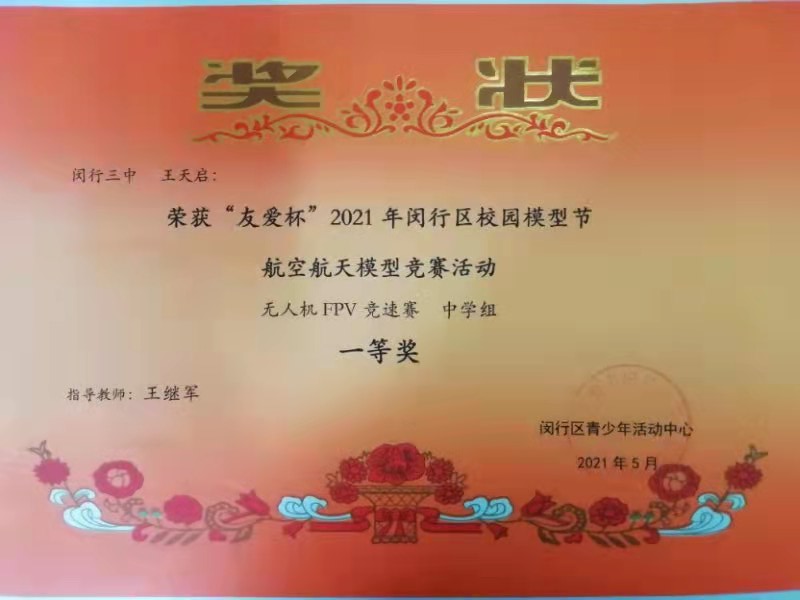 奖 状
闵行三中 王天启：
荣获“友爱杯”2021年闵行区校园模型节
航空航天模型竞赛活动
无人机FPV竞速赛 中学组
一等奖
指导教师：王继军
闵行区青少年活动中心
2021年5月